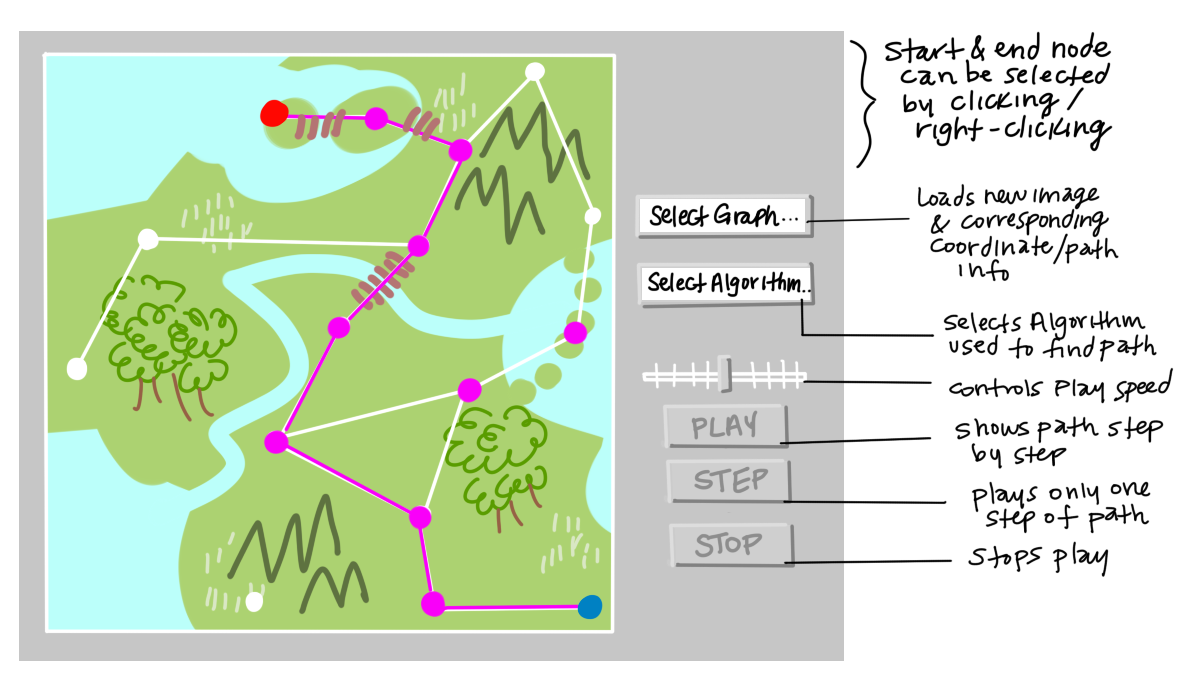 Start & end node
can be selected
by clicking /
right-clicking
Select Graph...
Loads new image
& corresponding
coordinate/path
info
Select Algorithm..
Selects Algorithm
used to find path
controls Play speed
PLAY
shows path step
by step
STEP
plays only one
step of path
STOP
stops play